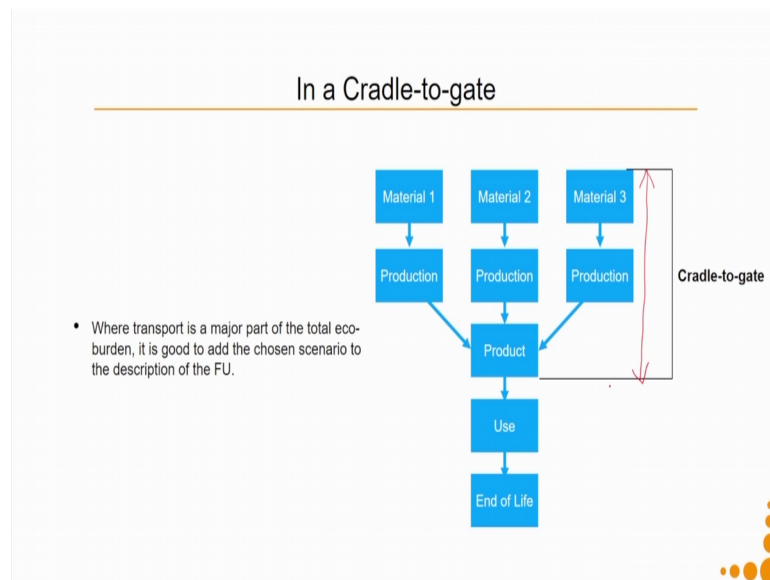 In a Cradle-to-gate
Material 1
Material 2
Material 3
Production
Production
Production
Cradle-to-gate
• Where transport is a major part of the total eco-
burden, it is good to add the chosen scenario to
the description of the FU.
Product
Use
End of Life